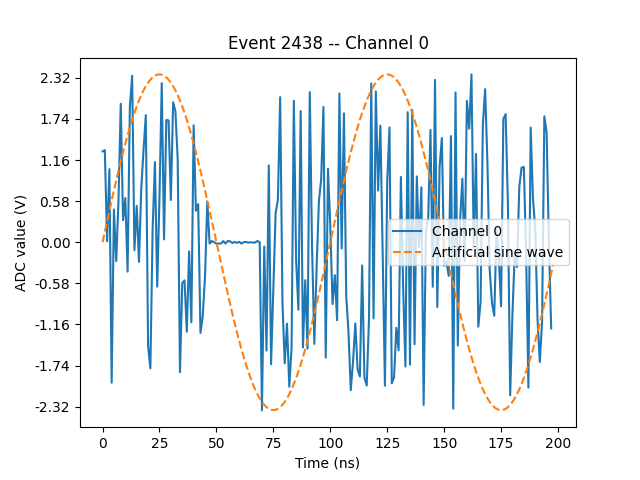 Event 2438 -- Channel 0
ADC value (V)
2.32
1.74
1.16
0.58
0.00
-0.58
-1.16
-1.74
-2.32
Channel 0
Artificial sine wave
0 25 50 75 100 125 150 175 200
Time (ns)